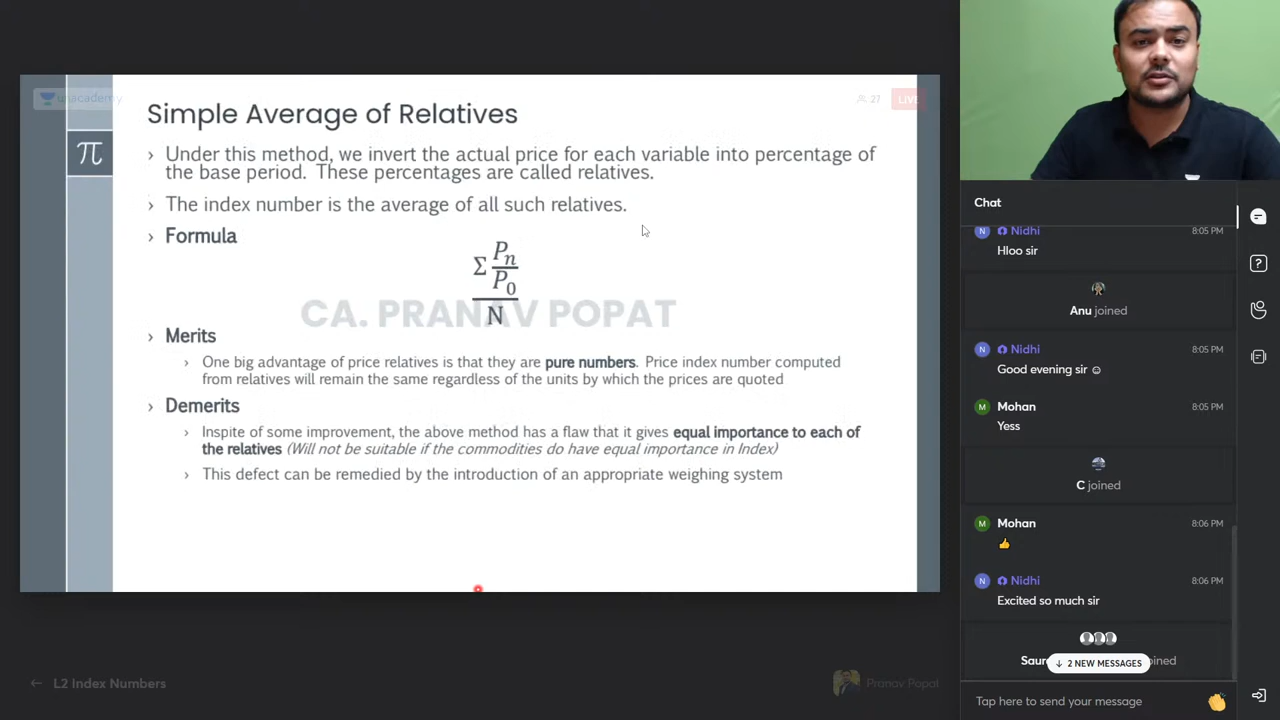 unacademy
27
LIVE
Simple Average of Relatives
π
› Under this method, we invert the actual price for each variable into percentage of
the base period. These percentages are called relatives.
› The index number is the average of all such relatives.
› Formula
Σ Pn
P0
N
CA. PRANAV POPAT
› Merits
› One big advantage of price relatives is that they are pure numbers. Price index number computed
from relatives will remain the same regardless of the units by which the prices are quoted
› Demerits
› Inspite of some improvement, the above method has a flaw that it gives equal importance to each of
the relatives (Will not be suitable if the commodities do have equal importance in Index)
› This defect can be remedied by the introduction of an appropriate weighing system
← L2 Index Numbers
Pranav Popat
Chat
N Nidhi 8:05 PM
Hloo sir
Anu joined
N Nidhi 8:05 PM
Good evening sir ☺
M Mohan 8:05 PM
Yess
C joined
M Mohan 8:06 PM
👍
N Nidhi 8:06 PM
Excited so much sir
↓ 2 NEW MESSAGES
Tap here to send your message